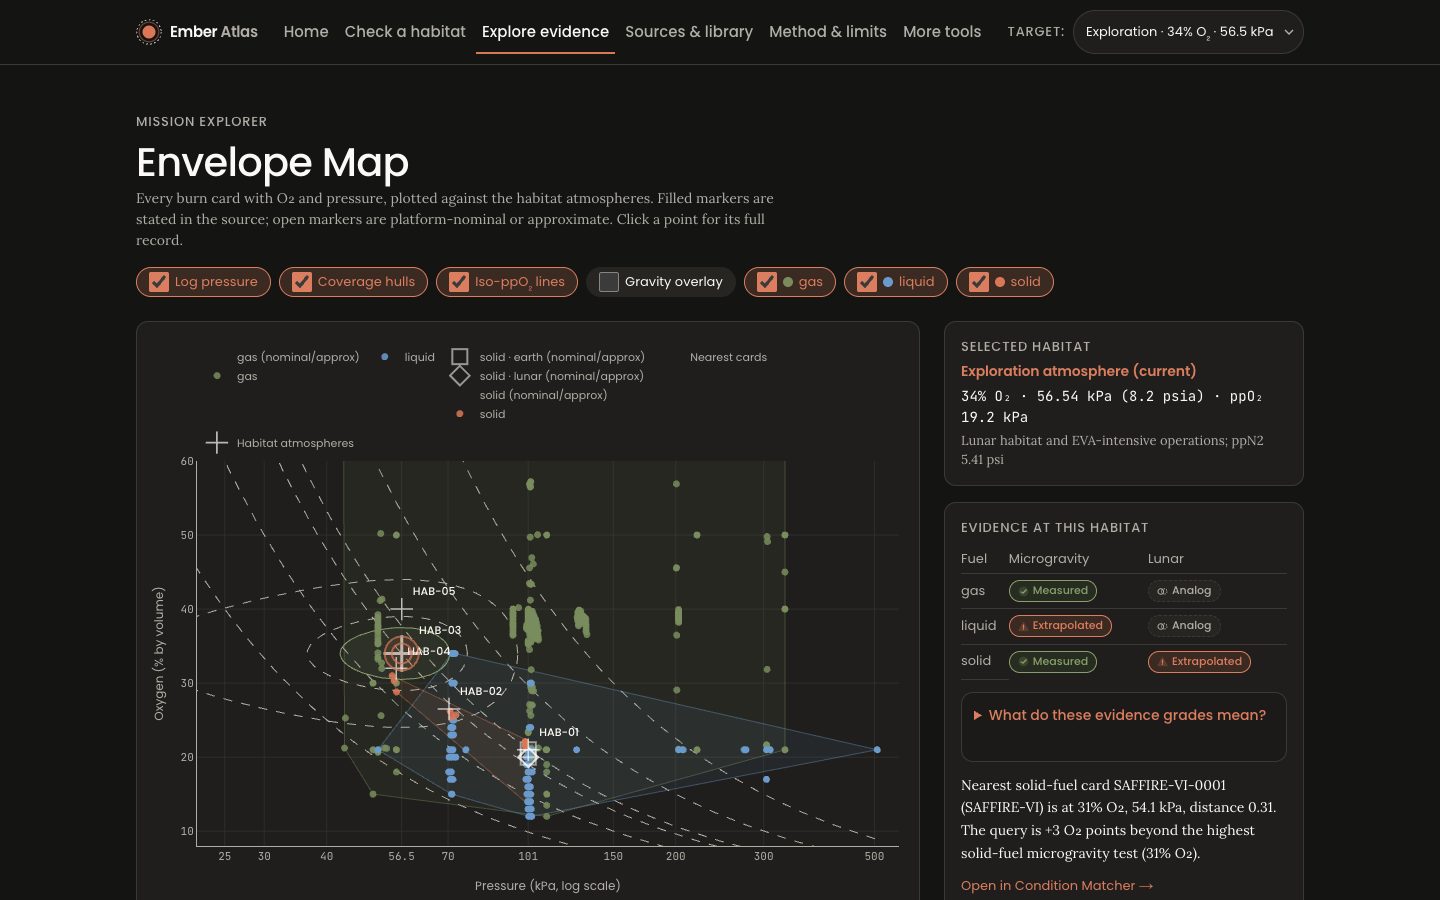 Ember Atlas
Home Check a habitat Explore evidence Sources & library Method & limits More tools TARGET: Exploration · 34% O₂ · 56.5 kPa
MISSION EXPLORER
Envelope Map
Every burn card with O₂ and pressure, plotted against the habitat atmospheres. Filled markers are
stated in the source; open markers are platform-nominal or approximate. Click a point for its full
record.
Log pressure Coverage hulls Iso-ppO₂ lines Gravity overlay gas liquid solid
gas (nominal/approx) liquid solid · earth (nominal/approx) Nearest cards
gas solid · lunar (nominal/approx)
solid (nominal/approx)
solid
Habitat atmospheres
60
50
40
30
20
10
Oxygen (% by volume)
HAB-05
HAB-03
HAB-04
HAB-02
HAB-01
25 30 40 56.5 70 101 150 200 300 500
Pressure (kPa, log scale)
SELECTED HABITAT
Exploration atmosphere (current)
34% O₂ · 56.54 kPa (8.2 psia) · ppO₂
19.2 kPa
Lunar habitat and EVA-intensive operations; ppN2
5.41 psi
EVIDENCE AT THIS HABITAT
Fuel Microgravity Lunar
gas Measured Analog
liquid Extrapolated Analog
solid Measured Extrapolated
What do these evidence grades mean?
Nearest solid-fuel card SAFFIRE-VI-0001
(SAFFIRE-VI) is at 31% O₂, 54.1 kPa, distance 0.31.
The query is +3 O₂ points beyond the highest
solid-fuel microgravity test (31% O₂).
Open in Condition Matcher →